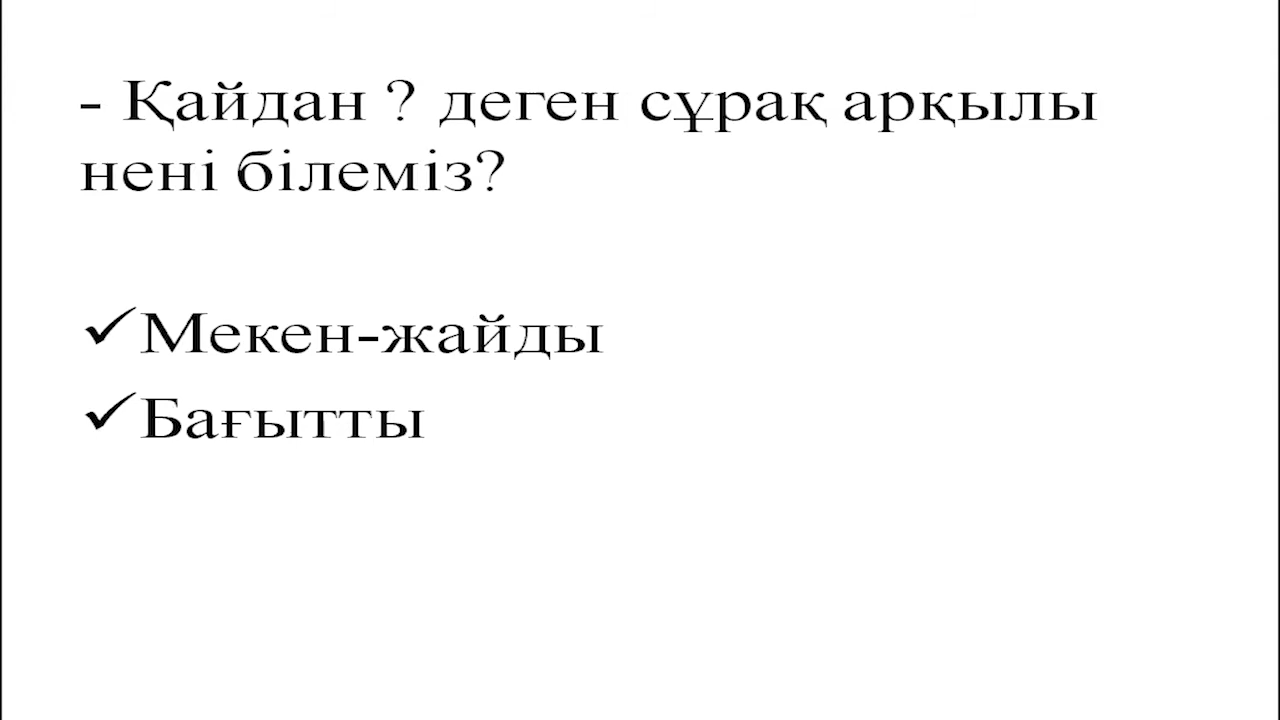 - Қайдан ? деген сұрақ арқылы
нені білеміз?
✓Мекен-жайды
✓Бағытты